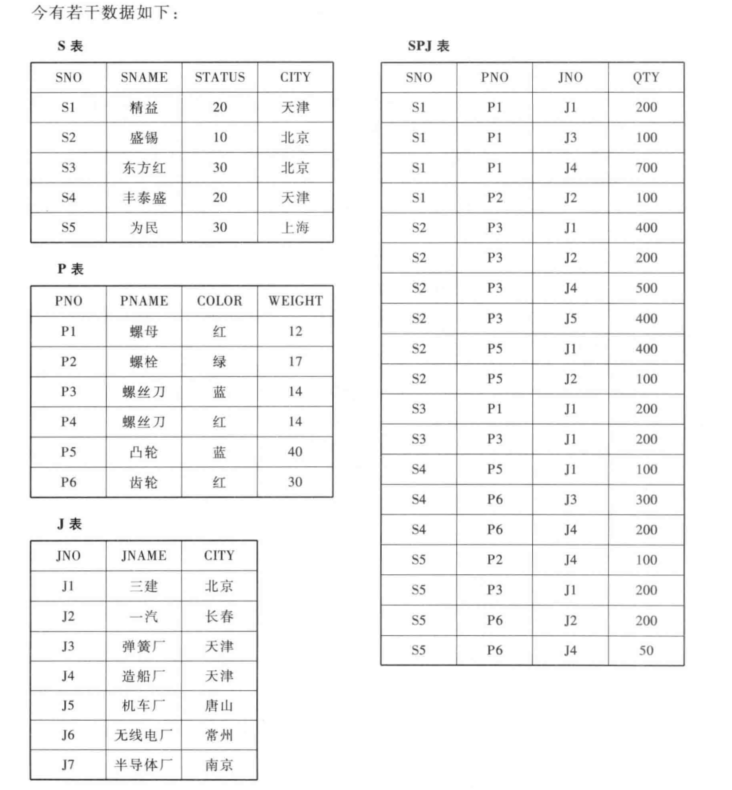 今有若干数据如下：
S 表
SNO SNAME STATUS CITY
S1 精益 20 天津
S2 盛锡 10 北京
S3 东方红 30 北京
S4 丰泰盛 20 天津
S5 为民 30 上海
P 表
PNO PNAME COLOR WEIGHT
P1 螺母 红 12
P2 螺栓 绿 17
P3 螺丝刀 蓝 14
P4 螺丝刀 红 14
P5 凸轮 蓝 40
P6 齿轮 红 30
J 表
JNO JNAME CITY
J1 三建 北京
J2 一汽 长春
J3 弹簧厂 天津
J4 造船厂 天津
J5 机车厂 唐山
J6 无线电厂 常州
J7 半导体厂 南京
SPJ 表
SNO PNO JNO QTY
S1 P1 J1 200
S1 P1 J3 100
S1 P1 J4 700
S1 P2 J2 100
S2 P3 J1 400
S2 P3 J2 200
S2 P3 J4 500
S2 P3 J5 400
S2 P5 J1 400
S2 P5 J2 100
S3 P1 J1 200
S3 P3 J1 200
S4 P5 J1 100
S4 P6 J3 300
S4 P6 J4 200
S5 P2 J4 100
S5 P3 J1 200
S5 P6 J2 200
S5 P6 J4 50